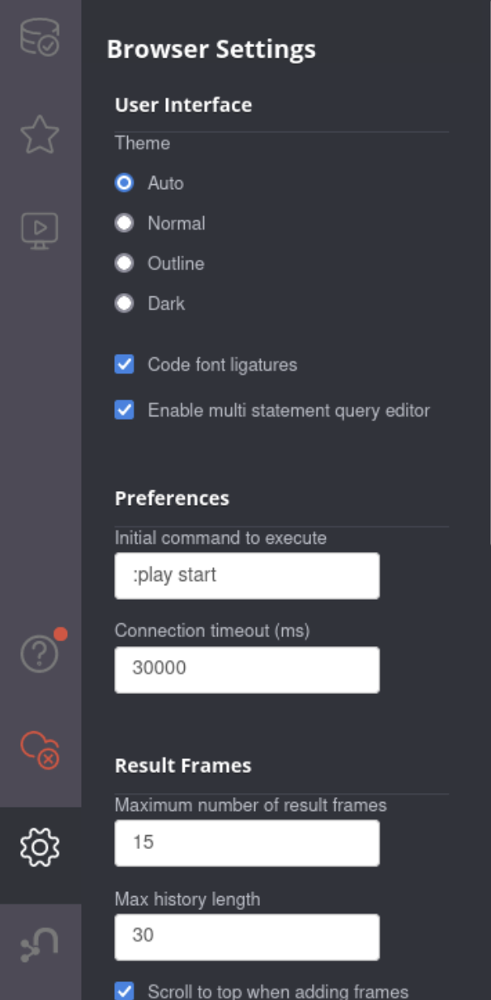 Browser Settings
User Interface
Theme
Auto
Normal
Outline
Dark
Code font ligatures
Enable multi statement query editor
Preferences
Initial command to execute
:play start
Connection timeout (ms)
30000
Result Frames
Maximum number of result frames
15
Max history length
30
Scroll to top when adding frames